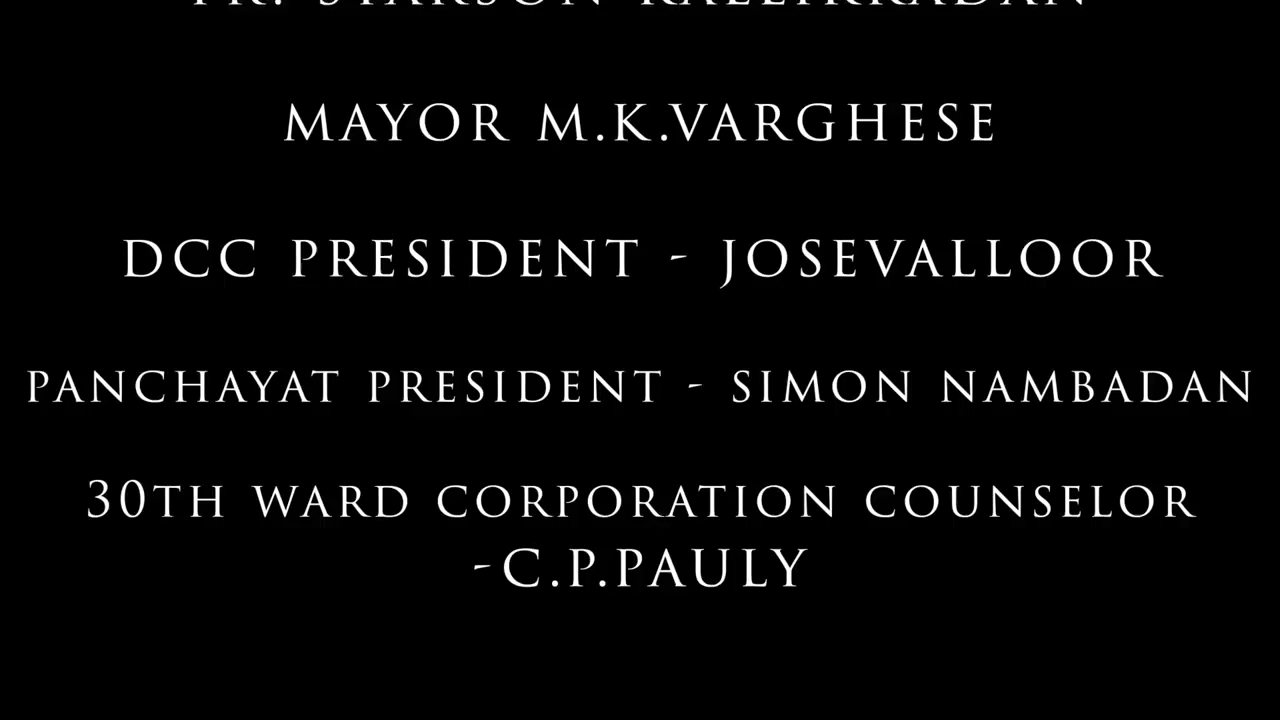 MAYOR M.K.VARGHESE
DCC PRESIDENT - JOSEVALLOOR
PANCHAYAT PRESIDENT - SIMON NAMBADAN
30TH WARD CORPORATION COUNSELOR
-C.P.PAULY